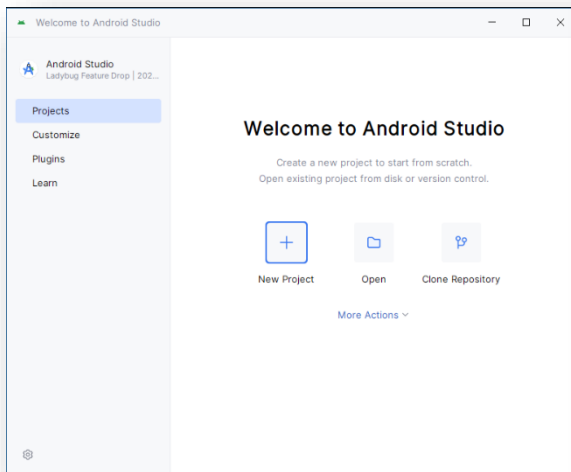 Welcome to Android Studio
Android Studio
Ladybug Feature Drop | 202...
Projects
Customize
Plugins
Learn
Welcome to Android Studio
Create a new project to start from scratch.
Open existing project from disk or version control.
New Project
Open
Clone Repository
More Actions